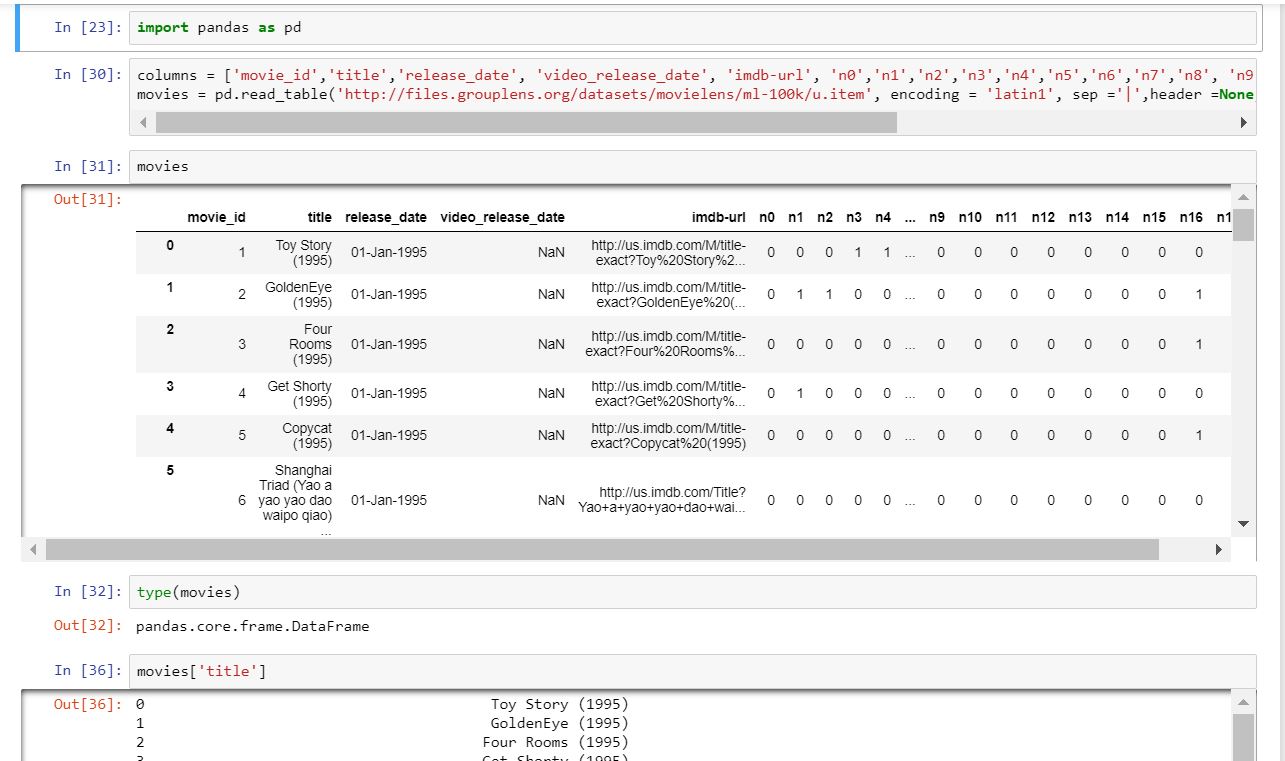 In [23]: import pandas as pd
In [30]: columns = ['movie_id','title','release_date', 'video_release_date', 'imdb-url', 'n0','n1','n2','n3','n4','n5','n6','n7','n8', 'n9
movies = pd.read_table('http://files.grouplens.org/datasets/movielens/ml-100k/u.item', encoding = 'latin1', sep ='|',header =None
In [31]: movies
Out[31]:
movie_id title release_date video_release_date imdb-url n0 n1 n2 n3 n4 ... n9 n10 n11 n12 n13 n14 n15 n16 n1
0 1 Toy Story 01-Jan-1995 NaN http://us.imdb.com/M/title- 0 0 0 1 1 ... 0 0 0 0 0 0 0 0
(1995) exact?Toy%20Story%2...
1 2 GoldenEye 01-Jan-1995 NaN http://us.imdb.com/M/title- 0 1 1 0 0 ... 0 0 0 0 0 0 0 1
(1995) exact?GoldenEye%20(...
2 Four
3 Rooms 01-Jan-1995 NaN http://us.imdb.com/M/title- 0 0 0 0 0 ... 0 0 0 0 0 0 0 1
(1995) exact?Four%20Rooms%...
3 4 Get Shorty 01-Jan-1995 NaN http://us.imdb.com/M/title- 0 1 0 0 0 ... 0 0 0 0 0 0 0 0
(1995) exact?Get%20Shorty%...
4 5 Copycat 01-Jan-1995 NaN http://us.imdb.com/M/title- 0 0 0 0 0 ... 0 0 0 0 0 0 0 1
(1995) exact?Copycat%20(1995)
5 Shanghai
Triad (Yao a
6 yao yao dao 01-Jan-1995 NaN http://us.imdb.com/Title? 0 0 0 0 0 ... 0 0 0 0 0 0 0 0
waipo qiao) Yao+a+yao+yao+dao+wai...
...
In [32]: type(movies)
Out[32]: pandas.core.frame.DataFrame
In [36]: movies['title']
Out[36]: 0 Toy Story (1995)
1 GoldenEye (1995)
2 Four Rooms (1995)
3 Get Shorty (1995)